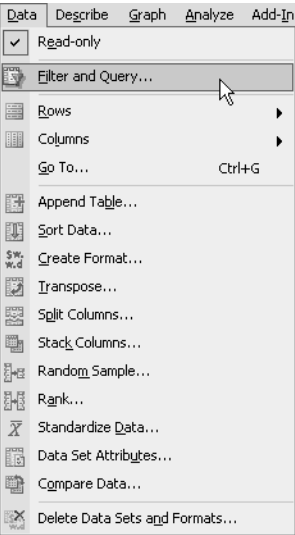 Data Describe Graph Analyze Add-In
Read-only
Filter and Query...
Rows
Columns
Go To... Ctrl+G
Append Table...
Sort Data...
$w. w.d Create Format...
Transpose...
Split Columns...
Stack Columns...
Random Sample...
Rank...
Standardize Data...
Data Set Attributes...
Compare Data...
Delete Data Sets and Formats...